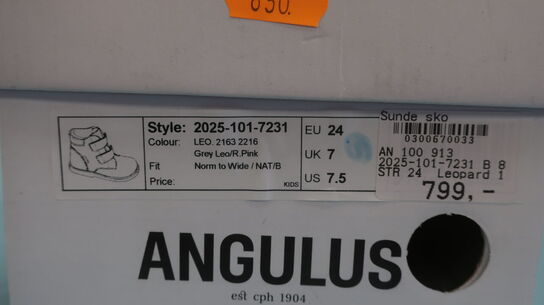 850.
Style: 2025-101-7231
Colour: LEO. 2163 2216
Grey Leo/R.Pink
Fit Norm to Wide / NAT/B
Price:
KIDS
EU 24
UK 7
US 7.5
Sunde sko
0300670033
AN 100 913
2025-101-7231 B 8
STR 24 Leopard 1
799,-
ANGULUS
est cph 1904